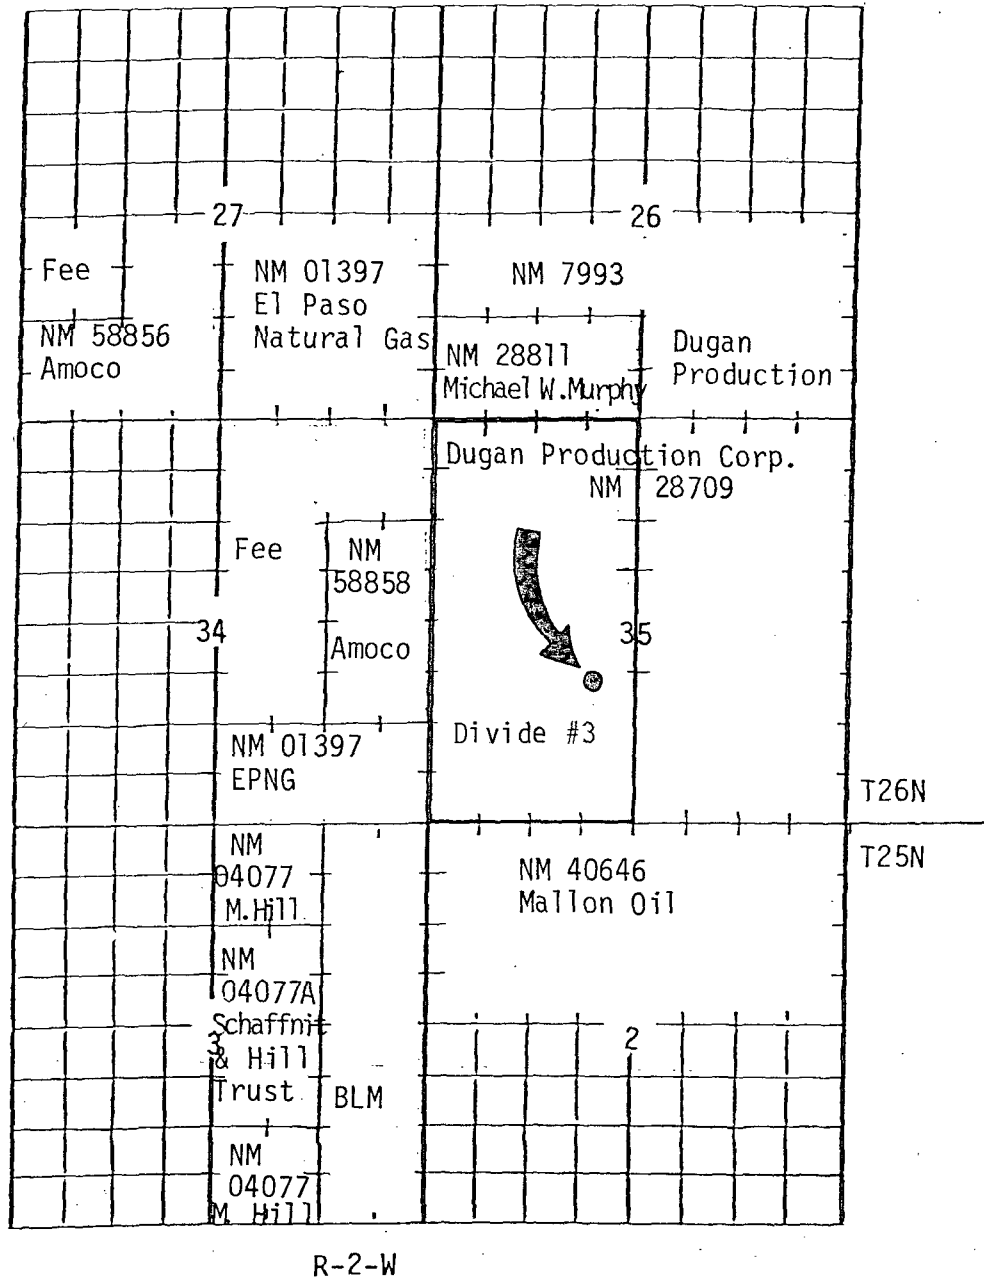 27
26
Fee
NM 58856
Amoco
NM 01397
El Paso
Natural Gas
NM 7993
NM 28811
Michael W.Murphy
Dugan
Production
Dugan Production Corp.
NM 28709
Fee
NM
58858
Amoco
34
35
Divide #3
NM 01397
EPNG
T26N
T25N
NM
04077
M.Hill
NM 40646
Mallon Oil
NM
04077A
Schaffnit
& Hill
Trust
3
2
BLM
NM
04077
M. Hill
R-2-W